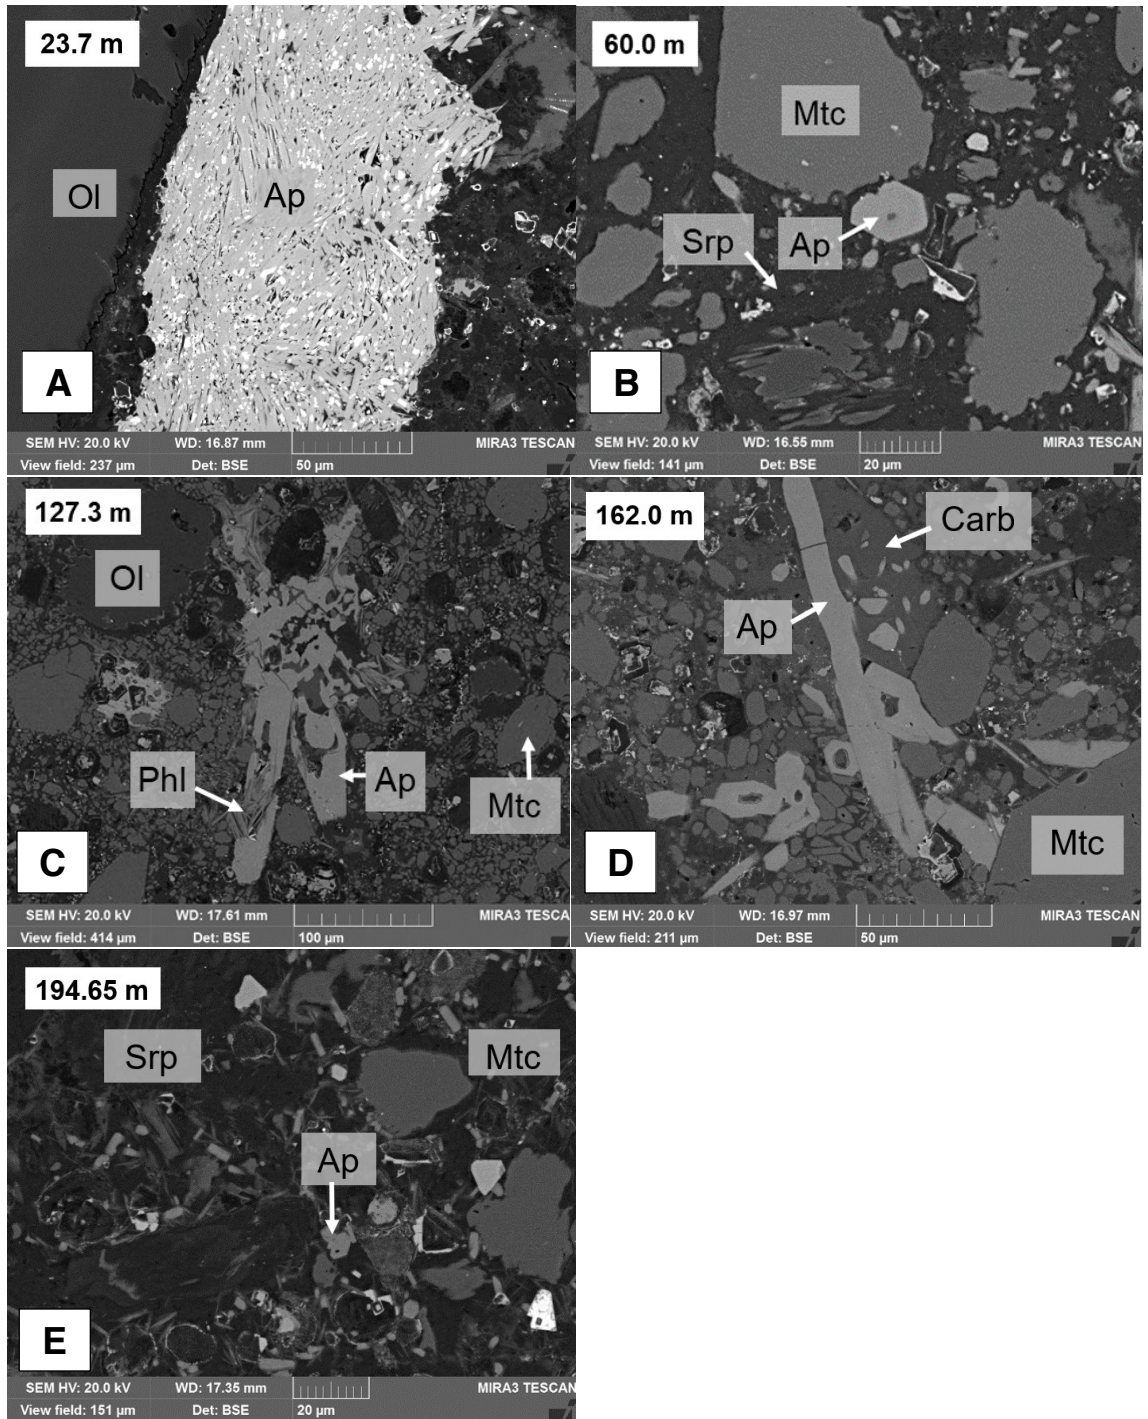 23.7 m
Ol
Ap
A
SEM HV: 20.0 kV WD: 16.87 mm MIRA3 TESCAN
View field: 237 µm Det: BSE 50 µm
60.0 m
Mtc
Srp
Ap
B
SEM HV: 20.0 kV WD: 16.55 mm MIRA3 TESCAN
View field: 141 µm Det: BSE 20 µm
127.3 m
Ol
Phl
Ap
Mtc
C
SEM HV: 20.0 kV WD: 17.61 mm MIRA3 TESCA
View field: 414 µm Det: BSE 100 µm
162.0 m
Carb
Ap
Mtc
D
SEM HV: 20.0 kV WD: 16.97 mm MIRA3 TESCAN
View field: 211 µm Det: BSE 50 µm
194.65 m
Srp
Mtc
Ap
E
SEM HV: 20.0 kV WD: 17.35 mm MIRA3 TESCAN
View field: 151 µm Det: BSE 20 µm